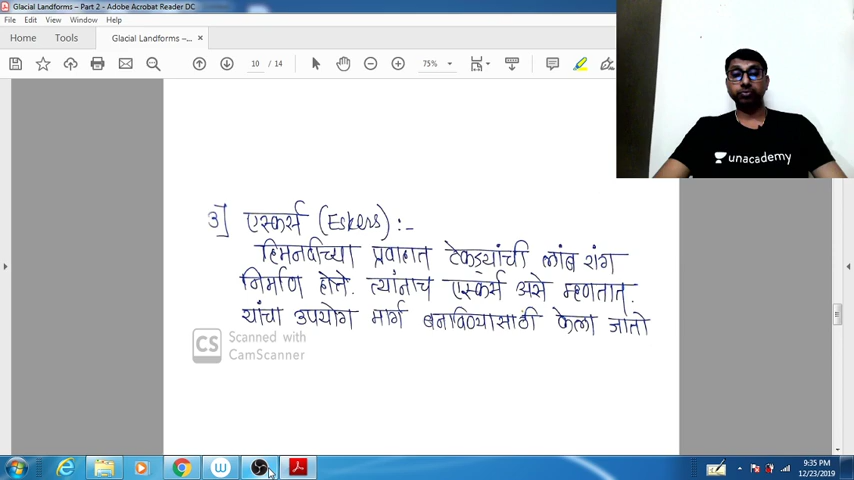 Glacial Landforms – Part 2 - Adobe Acrobat Reader DC
File Edit View Window Help
Home Tools Glacial Landforms –... ×
10 / 14 75%
unacademy
३] एस्कर्स (Eskers) :-
हिमनदीच्या प्रवाहात टेकड्यांची लांब रांग
निर्माण होते. त्यांनाच एस्कर्स असे म्हणतात.
यांचा उपयोग मार्ग बनविण्यासाठी केला जातो
CS Scanned with
CamScanner
9:35 PM
12/23/2019